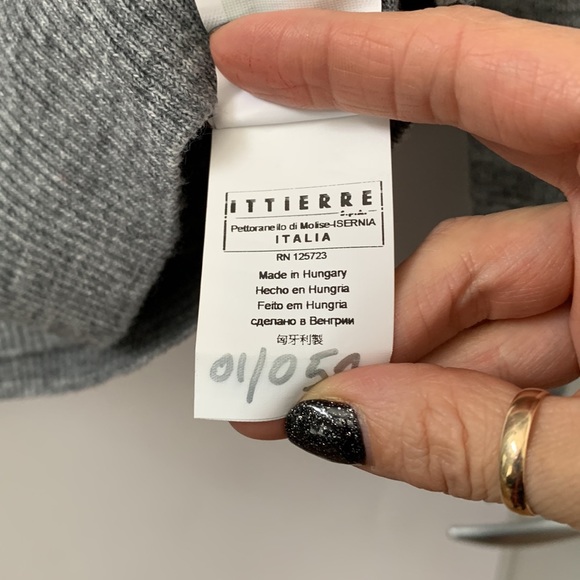 iTTiERRE
S.p.A.
Pettoranello di Molise-ISERNIA
ITALIA
RN 125723
Made in Hungary
Hecho en Hungria
Feito em Hungria
сделано в Венгрии
匈牙利製
01/05